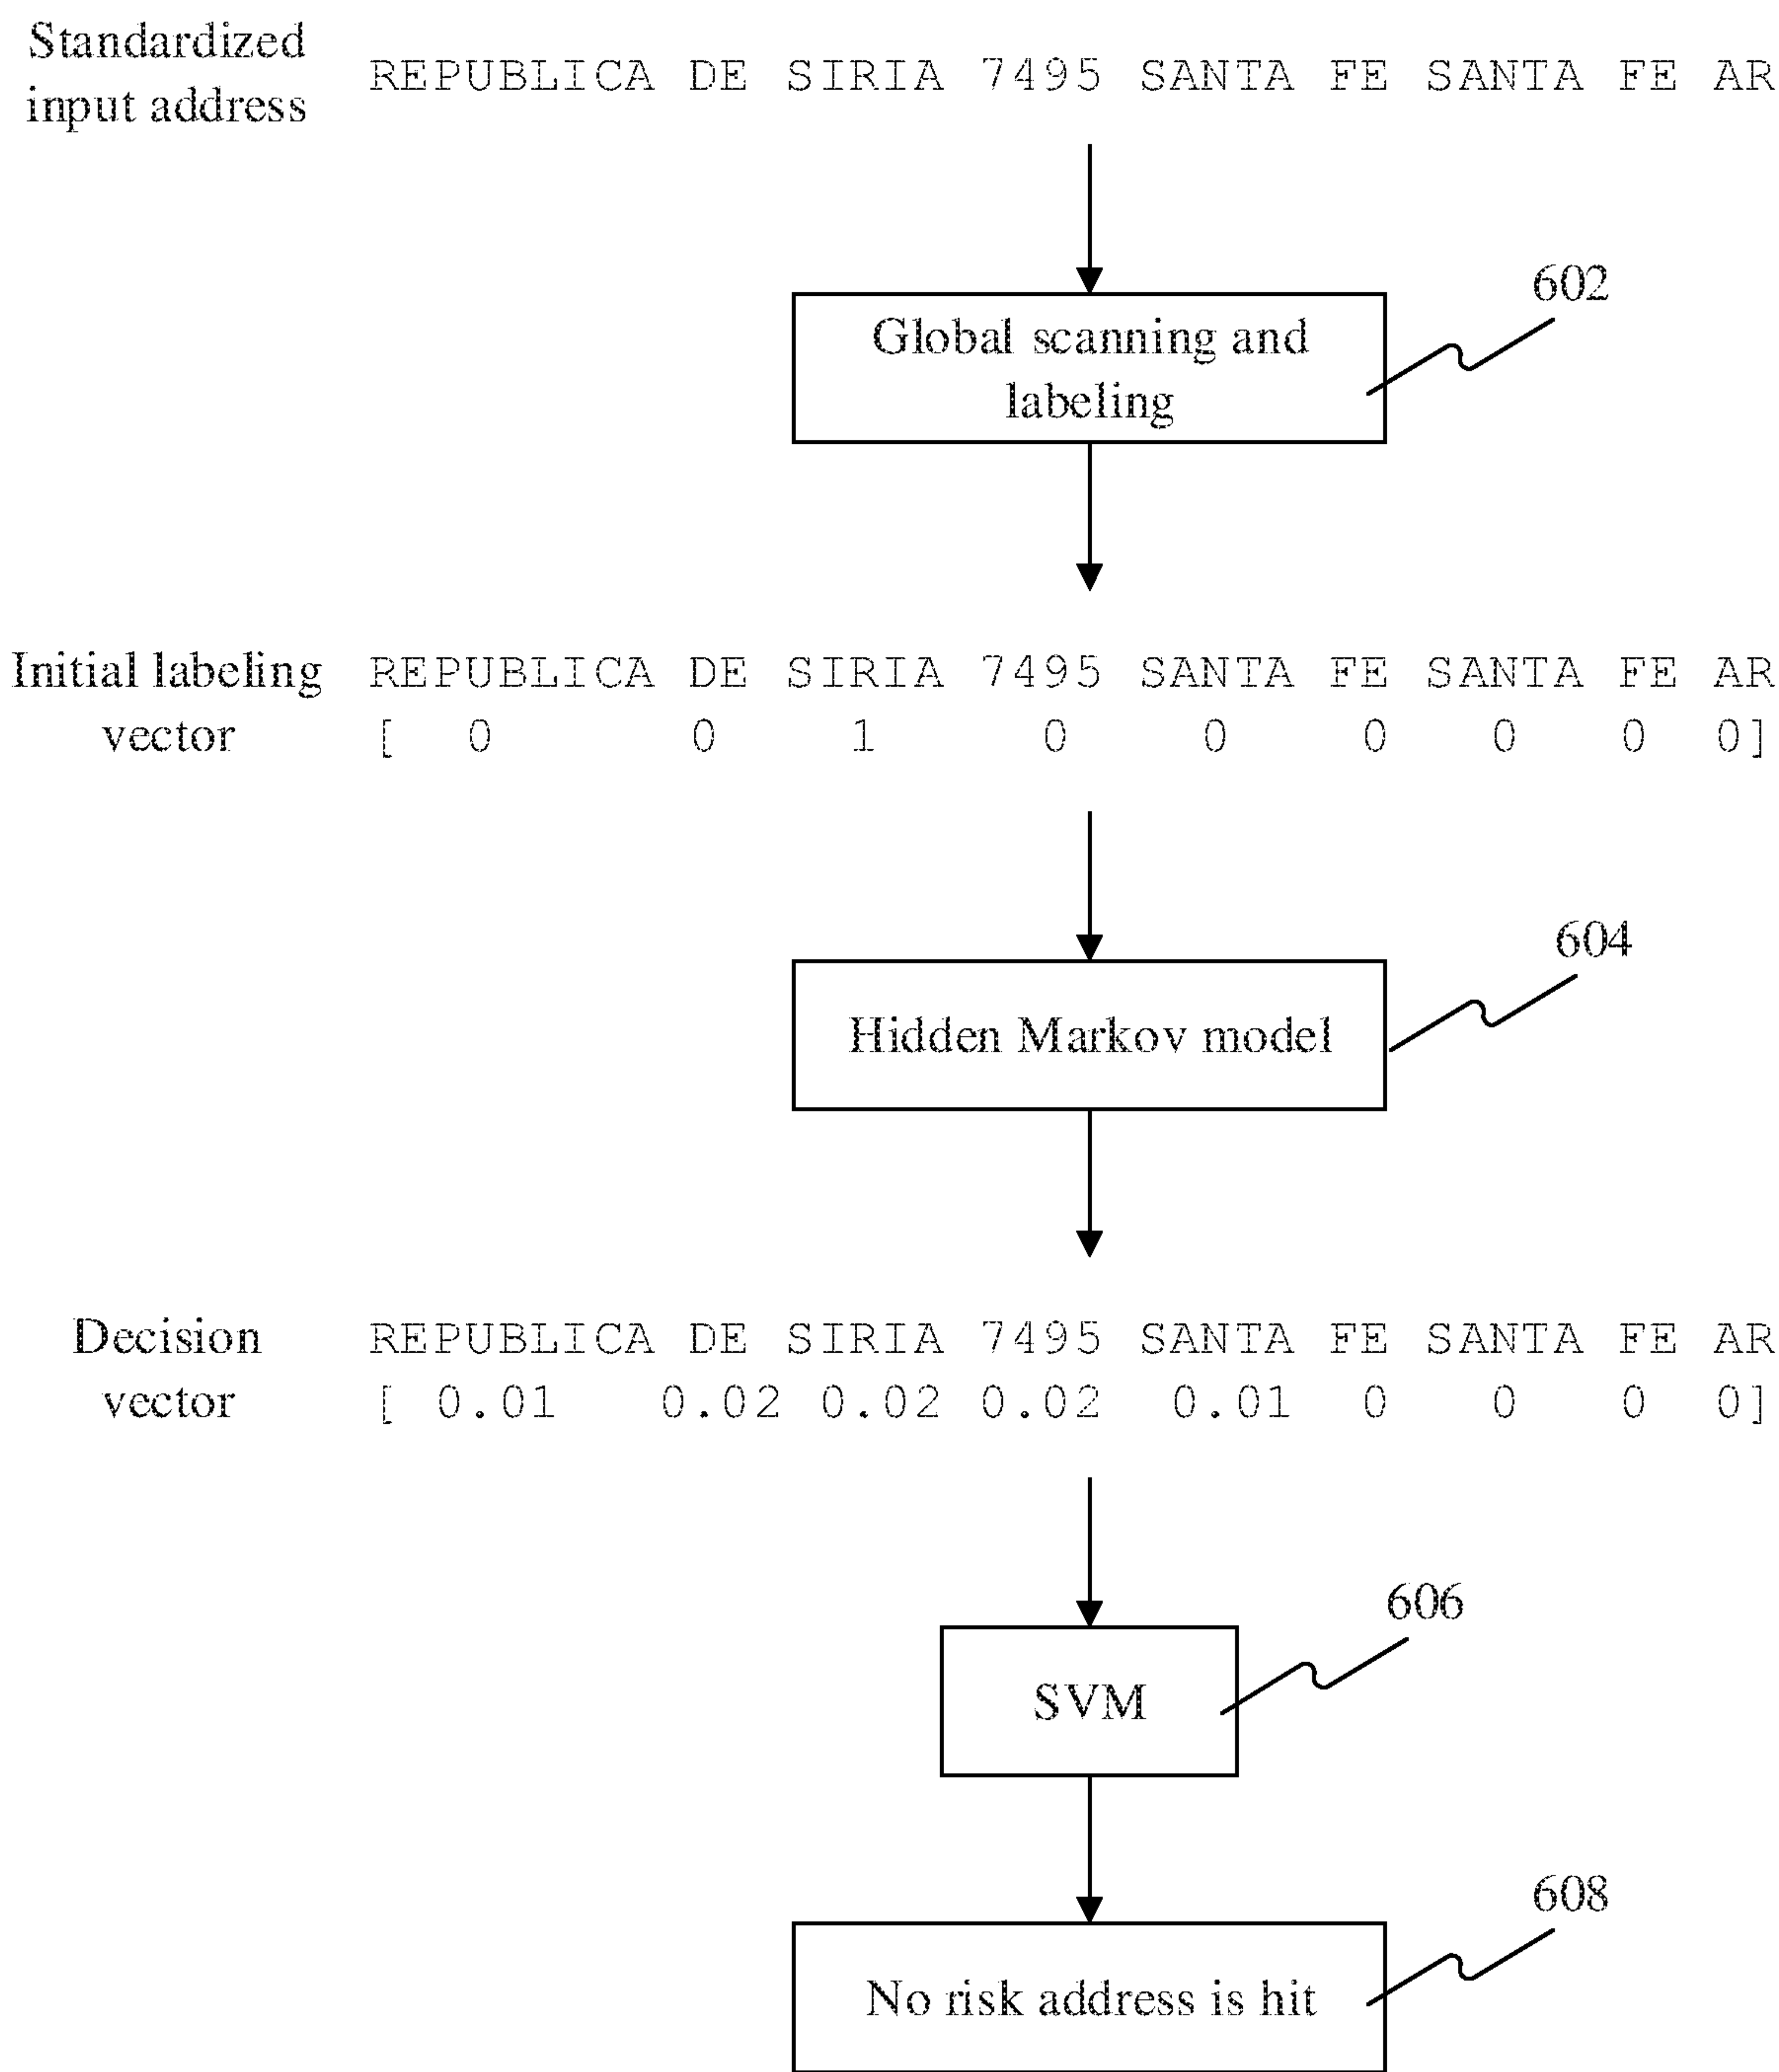 Standardized
input address
REPUBLICA DE SIRIA 7495 SANTA FE SANTA FE AR
602
Global scanning and
labeling
Initial labeling
vector
REPUBLICA DE SIRIA 7495 SANTA FE SANTA FE AR
[ 0 0 1 0 0 0 0 0 0]
604
Hidden Markov model
Decision
vector
REPUBLICA DE SIRIA 7495 SANTA FE SANTA FE AR
[ 0.01 0.02 0.02 0.02 0.01 0 0 0 0]
606
SVM
608
No risk address is hit